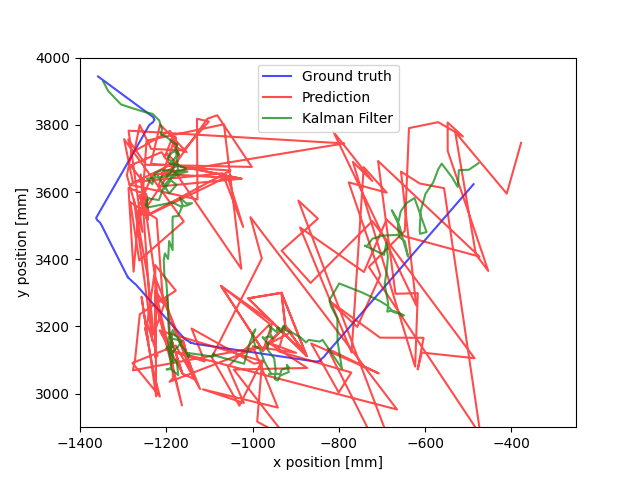 Ground truth
Prediction
Kalman Filter
4000
3800
3600
3400
3200
3000
y position [mm]
−1400 −1200 −1000 −800 −600 −400
x position [mm]